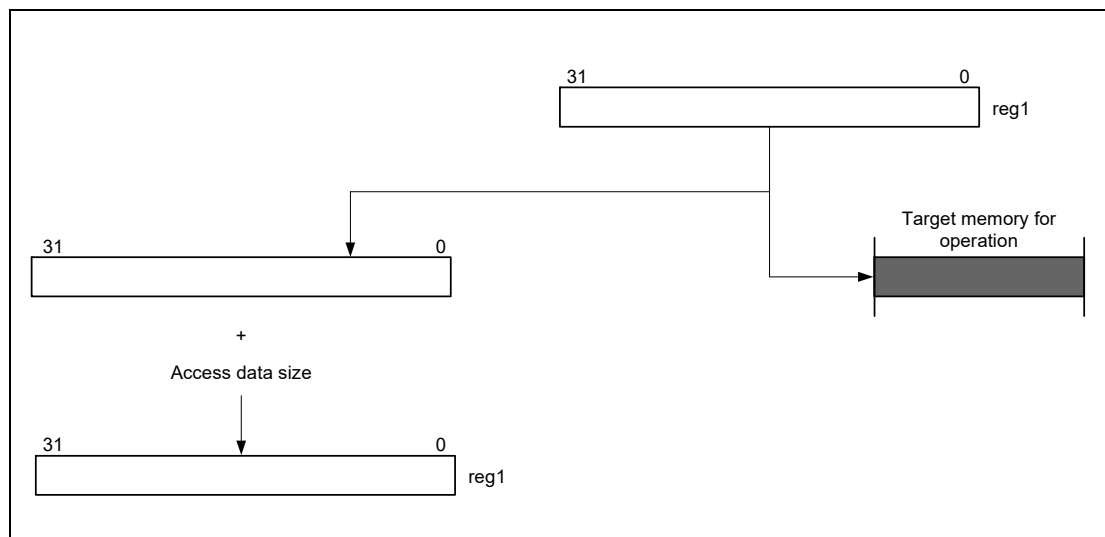 31 0
reg1
Target memory for
operation
31 0
+
Access data size
31 0
reg1